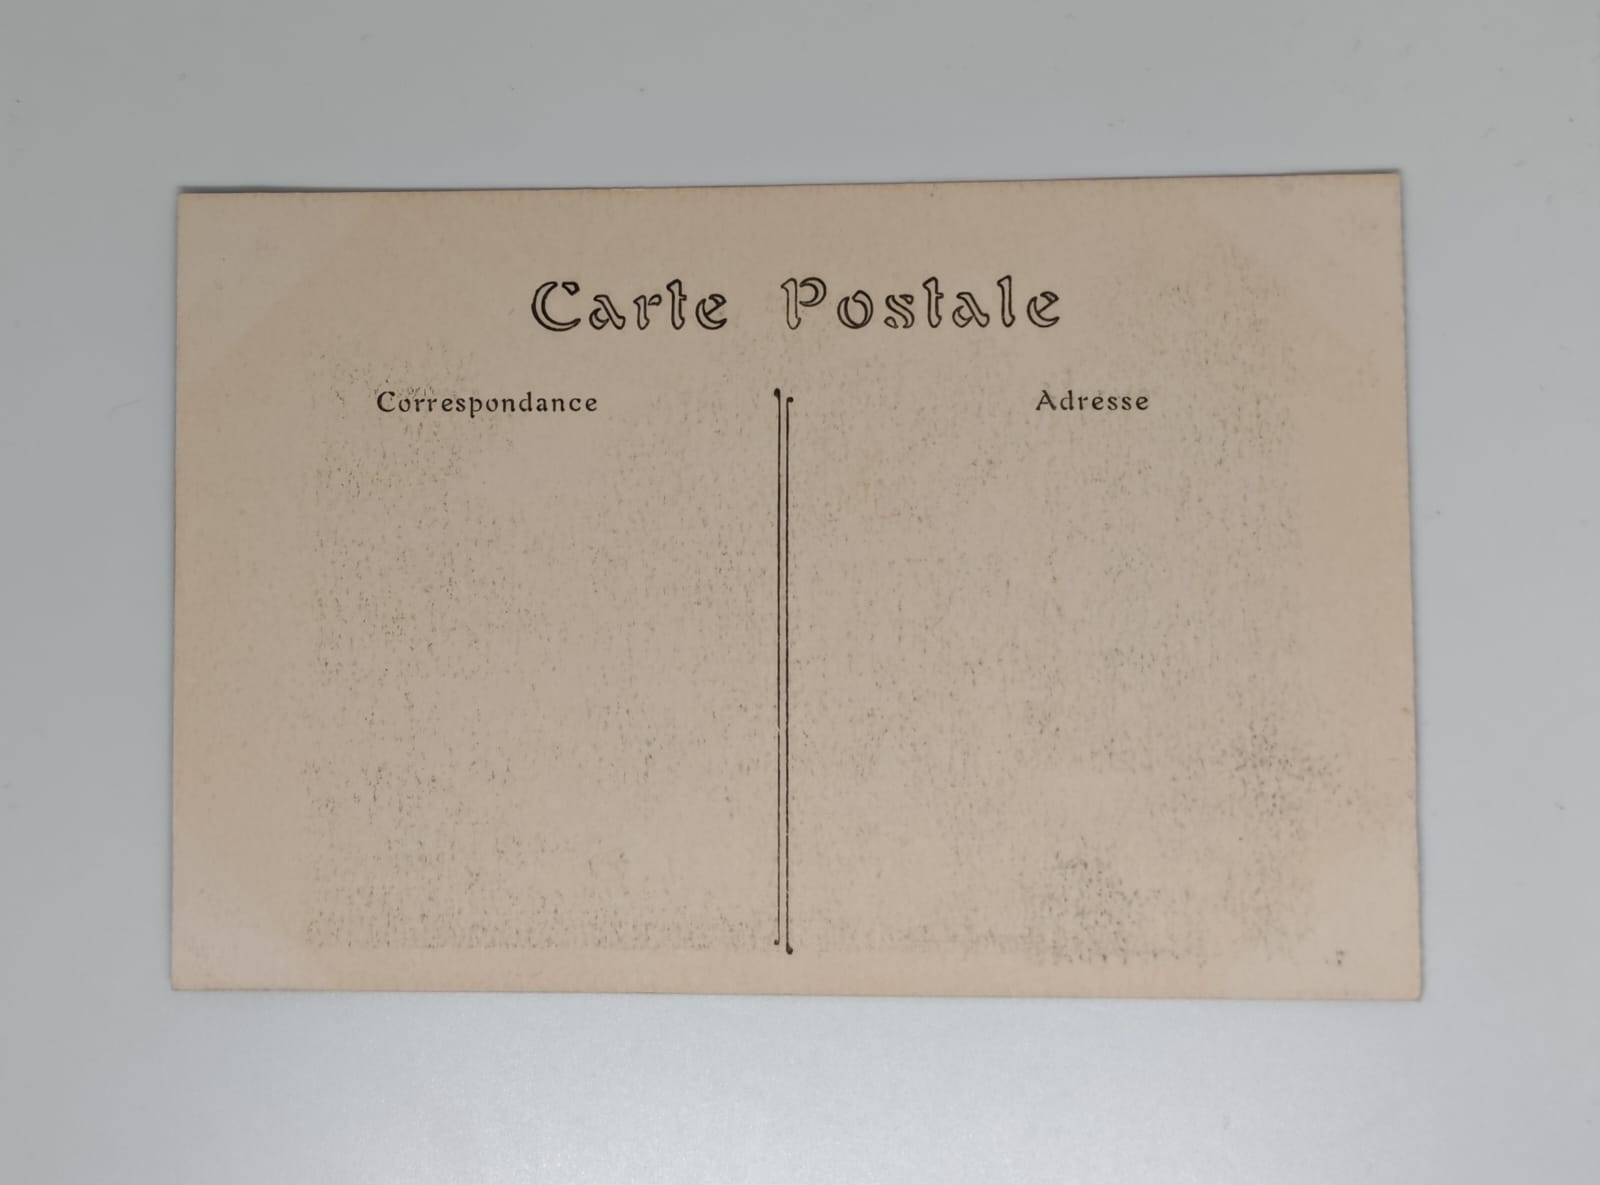 Carte Postale
Correspondance
Adresse